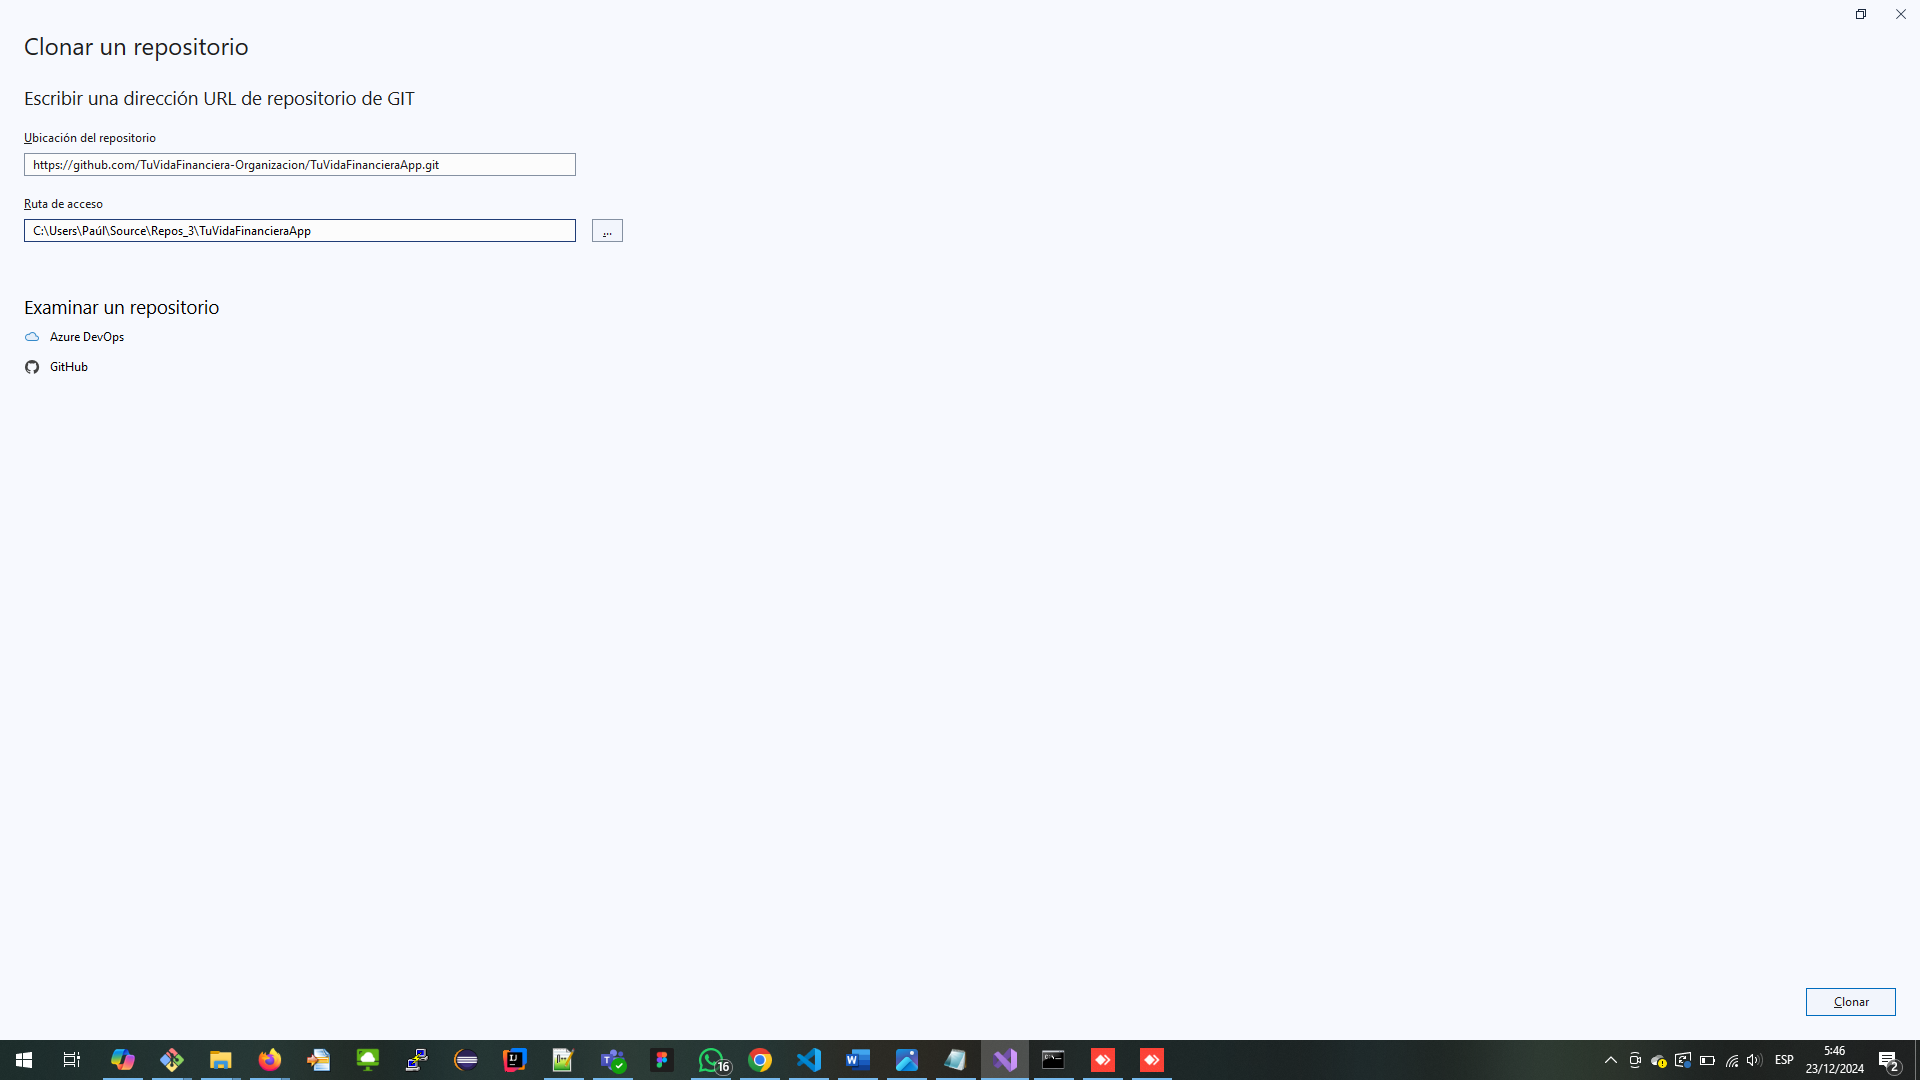 Clonar un repositorio
Escribir una dirección URL de repositorio de GIT
Ubicación del repositorio
https://github.com/TuVidaFinanciera-Organizacion/TuVidaFinancieraApp.git
Ruta de acceso
C:\Users\Paúl\Source\Repos_3\TuVidaFinancieraApp
...
Examinar un repositorio
Azure DevOps
GitHub
Clonar
16
ESP
5:46
23/12/2024
2